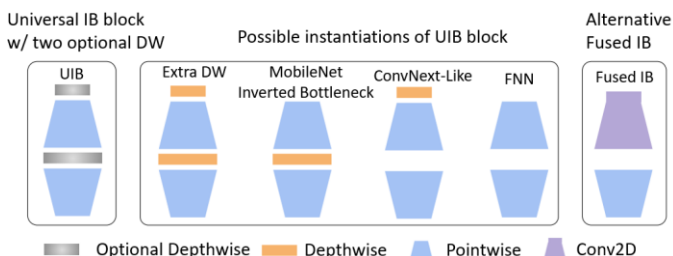 Universal IB block
w/ two optional DW
Possible instantiations of UIB block
Alternative
Fused IB
UIB
Extra DW
MobileNet
Inverted Bottleneck
ConvNext-Like
FNN
Fused IB
Optional Depthwise
Depthwise
Pointwise
Conv2D